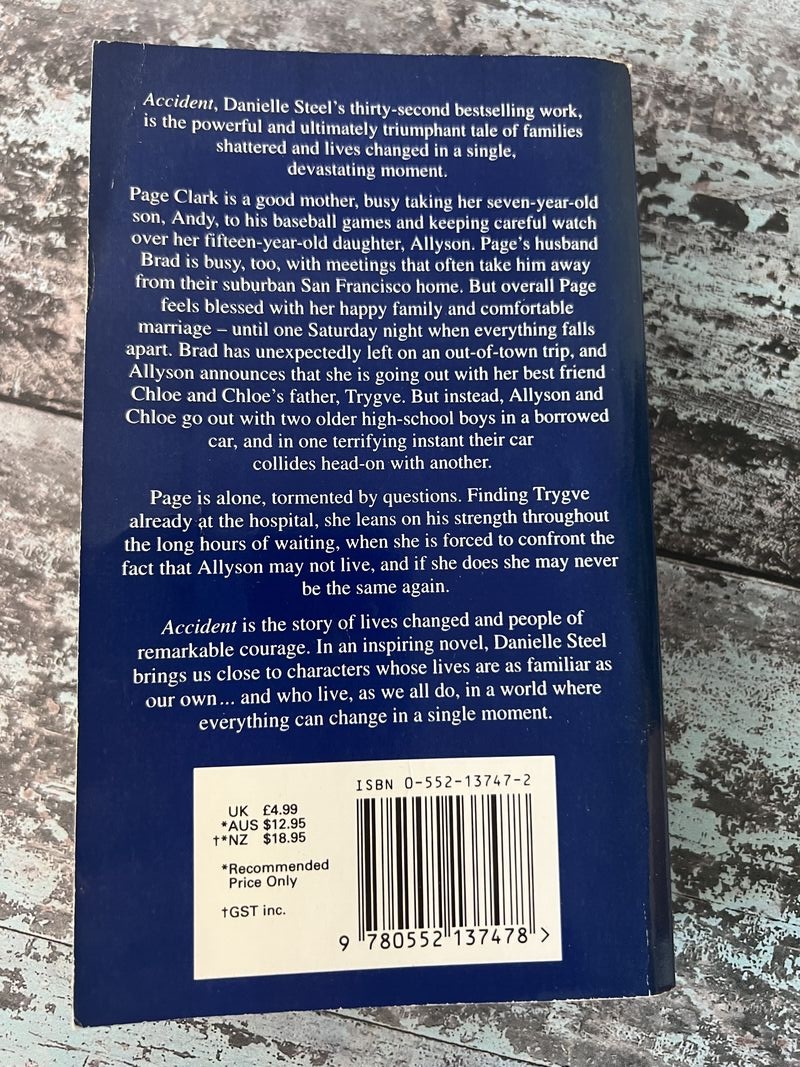 Accident, Danielle Steel's thirty-second bestselling work,
is the powerful and ultimately triumphant tale of families
shattered and lives changed in a single,
devastating moment.
Page Clark is a good mother, busy taking her seven-year-old
son, Andy, to his baseball games and keeping careful watch
over her fifteen-year-old daughter, Allyson. Page's husband
Brad is busy, too, with meetings that often take him away
from their suburban San Francisco home. But overall Page
feels blessed with her happy family and comfortable
marriage – until one Saturday night when everything falls
apart. Brad has unexpectedly left on an out-of-town trip, and
Allyson announces that she is going out with her best friend
Chloe and Chloe's father, Trygve. But instead, Allyson and
Chloe go out with two older high-school boys in a borrowed
car, and in one terrifying instant their car
collides head-on with another.
Page is alone, tormented by questions. Finding Trygve
already at the hospital, she leans on his strength throughout
the long hours of waiting, when she is forced to confront the
fact that Allyson may not live, and if she does she may never
be the same again.
Accident is the story of lives changed and people of
remarkable courage. In an inspiring novel, Danielle Steel
brings us close to characters whose lives are as familiar as
our own... and who live, as we all do, in a world where
everything can change in a single moment.
ISBN 0-552-13747-2
UK £4.99
*AUS $12.95
†*NZ $18.95
*Recommended
Price Only
†GST inc.
9 780552 137478 >